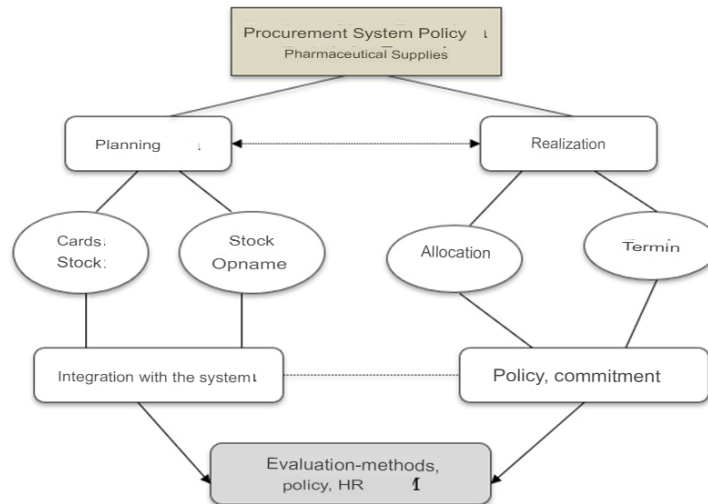 Procurement System Policy
Pharmaceutical Supplies
Planning
Realization
Cards
Stock
Stock
Opname
Allocation
Termin
Integration with the system
Policy, commitment
Evaluation-methods,
policy, HR